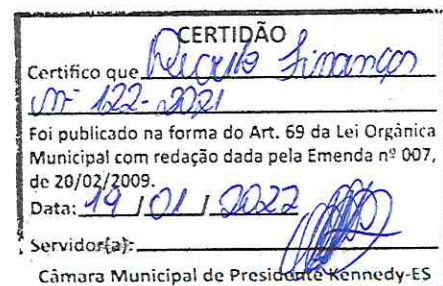 CERTIDÃO
Certifico que Decreto Finanças
nº 122-2021
Foi publicado na forma do Art. 69 da Lei Orgânica
Municipal com redação dada pela Emenda nº 007,
de 20/02/2009.
Data: 19 / 01 / 2022
Servidor(a):
Câmara Municipal de Presidente Kennedy-ES